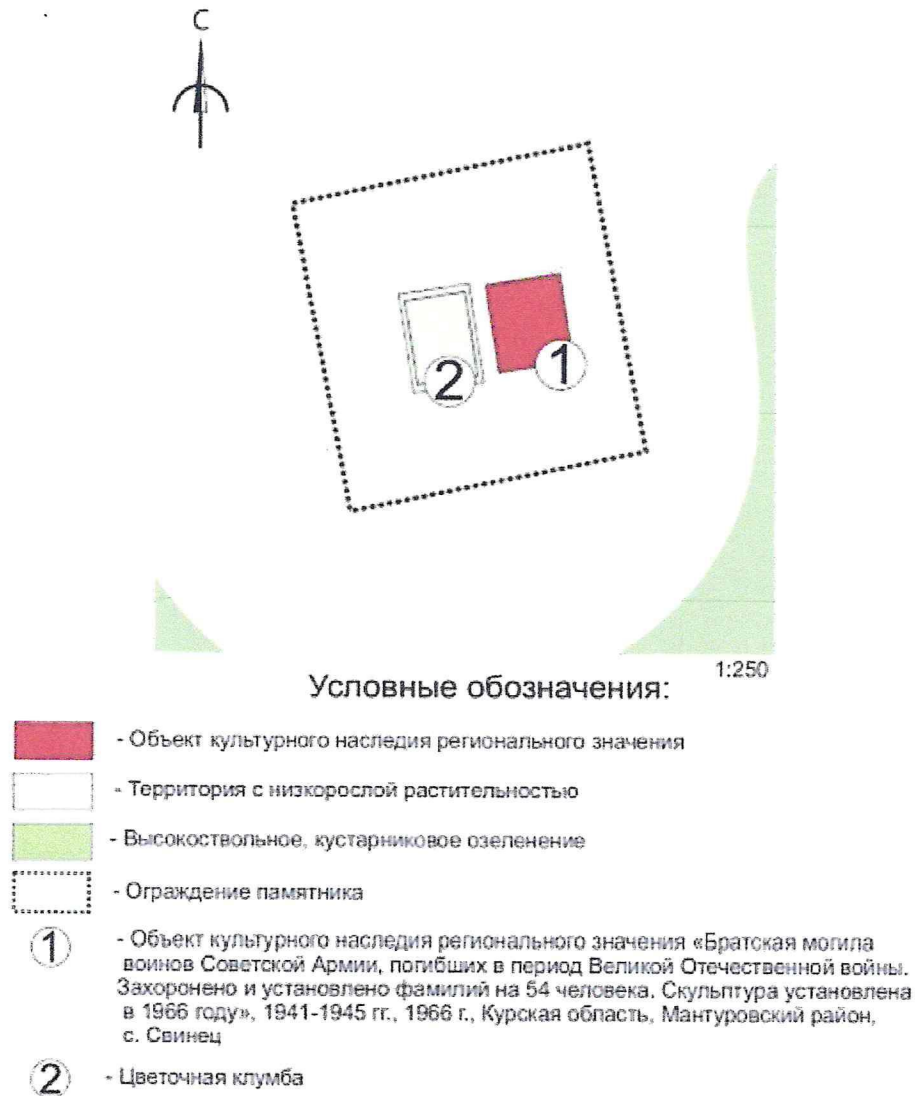 С
1
2
1:250
Условные обозначения:
- Объект культурного наследия регионального значения
- Территория с низкорослой растительностью
- Высокоствольное, кустарниковое озеленение
- Ограждение памятника
1 - Объект культурного наследия регионального значения «Братская могила
воинов Советской Армии, погибших в период Великой Отечественной войны.
Захоронено и установлено фамилий на 54 человека. Скульптура установлена
в 1966 году», 1941-1945 гг., 1966 г., Курская область, Мантуровский район,
с. Свинец
2 - Цветочная клумба